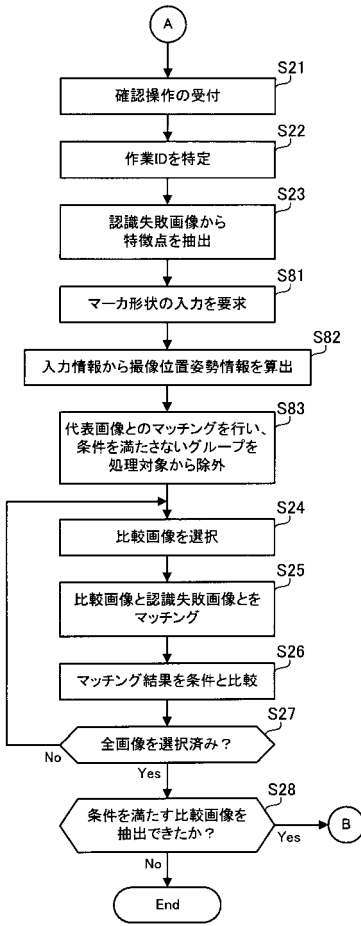 A
S21
確認操作の受付
S22
作業IDを特定
S23
認識失敗画像から
特徴点を抽出
S81
マーカ形状の入力を要求
S82
入力情報から撮像位置姿勢情報を算出
S83
代表画像とのマッチングを行い、
条件を満たさないグループを
処理対象から除外
S24
比較画像を選択
S25
比較画像と認識失敗画像とを
マッチング
S26
マッチング結果を条件と比較
S27
全画像を選択済み？
No
Yes
S28
条件を満たす比較画像を
抽出できたか？
Yes
B
No
End